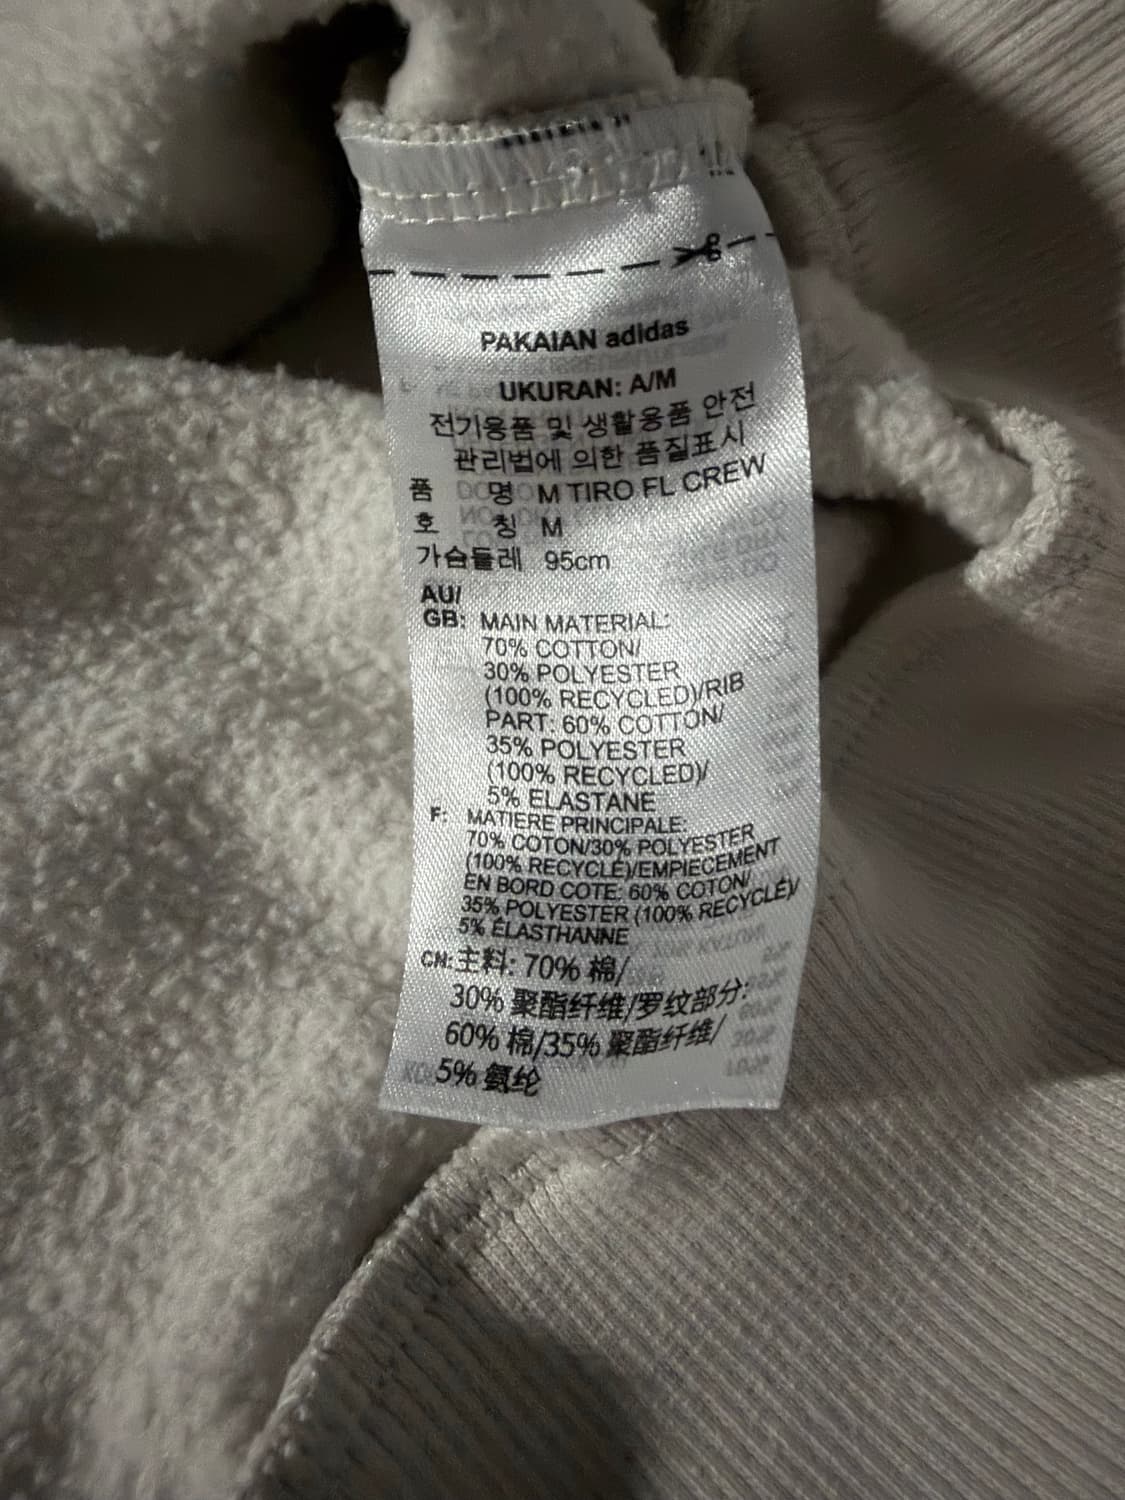 PAKAIAN adidas
UKURAN: A/M
전기용품 및 생활용품 안전
관리법에 의한 품질표시
품 명 M TIRO FL CREW
호 칭 M
가슴둘레 95cm
AU/
GB: MAIN MATERIAL:
70% COTTON/
30% POLYESTER
(100% RECYCLED)/RIB
PART: 60% COTTON/
35% POLYESTER
(100% RECYCLED)/
5% ELASTANE
F: MATIERE PRINCIPALE:
70% COTON/30% POLYESTER
(100% RECYCLÉ)/EMPIECEMENT
EN BORD COTE: 60% COTON/
35% POLYESTER (100% RECYCLÉ)/
5% ÉLASTHANNE
CN: 主料: 70% 棉/
30% 聚酯纤维/罗纹部分:
60% 棉/35% 聚酯纤维/
5% 氨纶